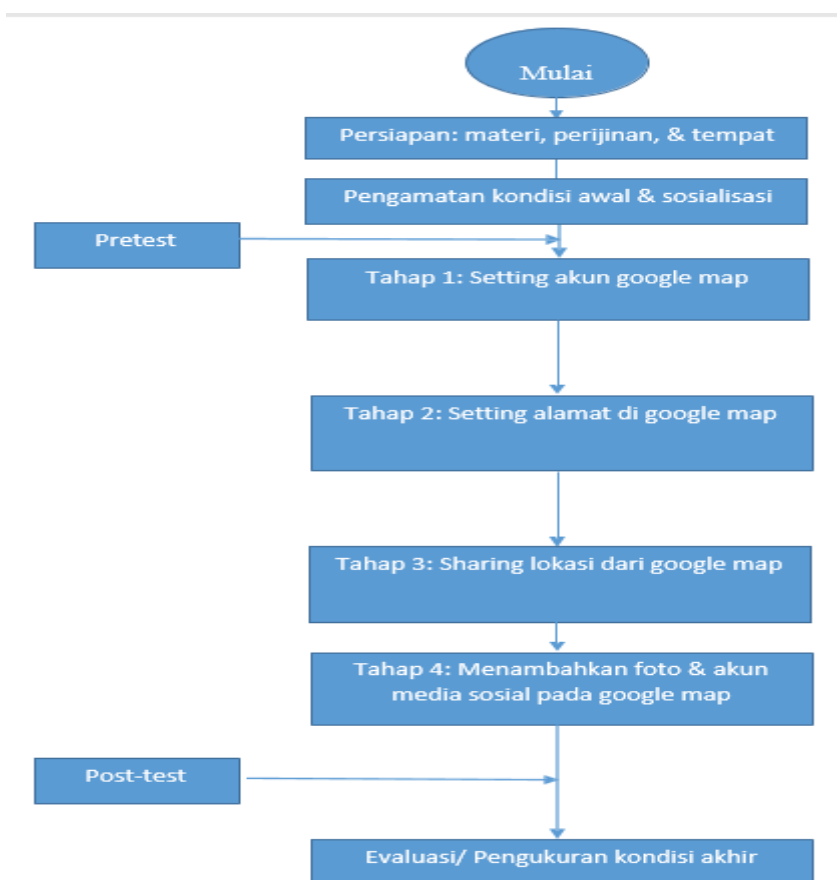 Mulai
Persiapan: materi, perijinan, & tempat
Pengamatan kondisi awal & sosialisasi
Pretest
Tahap 1: Setting akun google map
Tahap 2: Setting alamat di google map
Tahap 3: Sharing lokasi dari google map
Tahap 4: Menambahkan foto & akun
media sosial pada google map
Post-test
Evaluasi/ Pengukuran kondisi akhir